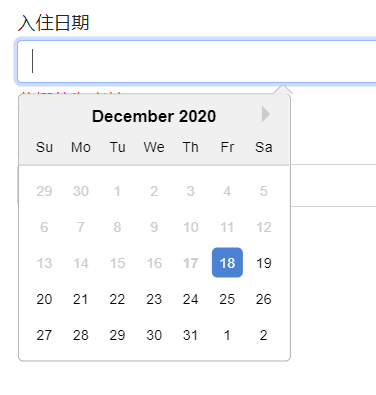 入住日期
December 2020
Su Mo Tu We Th Fr Sa
29 30 1 2 3 4 5
6 7 8 9 10 11 12
13 14 15 16 17 18 19
20 21 22 23 24 25 26
27 28 29 30 31 1 2